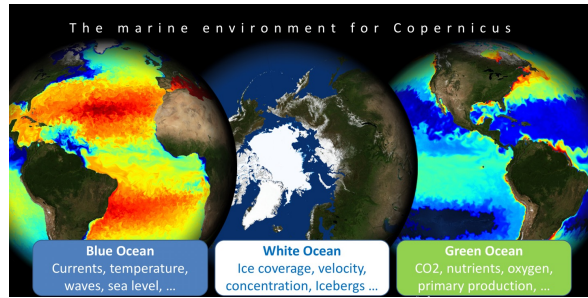 The marine environment for Copernicus
Blue Ocean
Currents, temperature,
waves, sea level, ...
White Ocean
Ice coverage, velocity,
concentration, Icebergs ...
Green Ocean
CO2, nutrients, oxygen,
primary production, ...